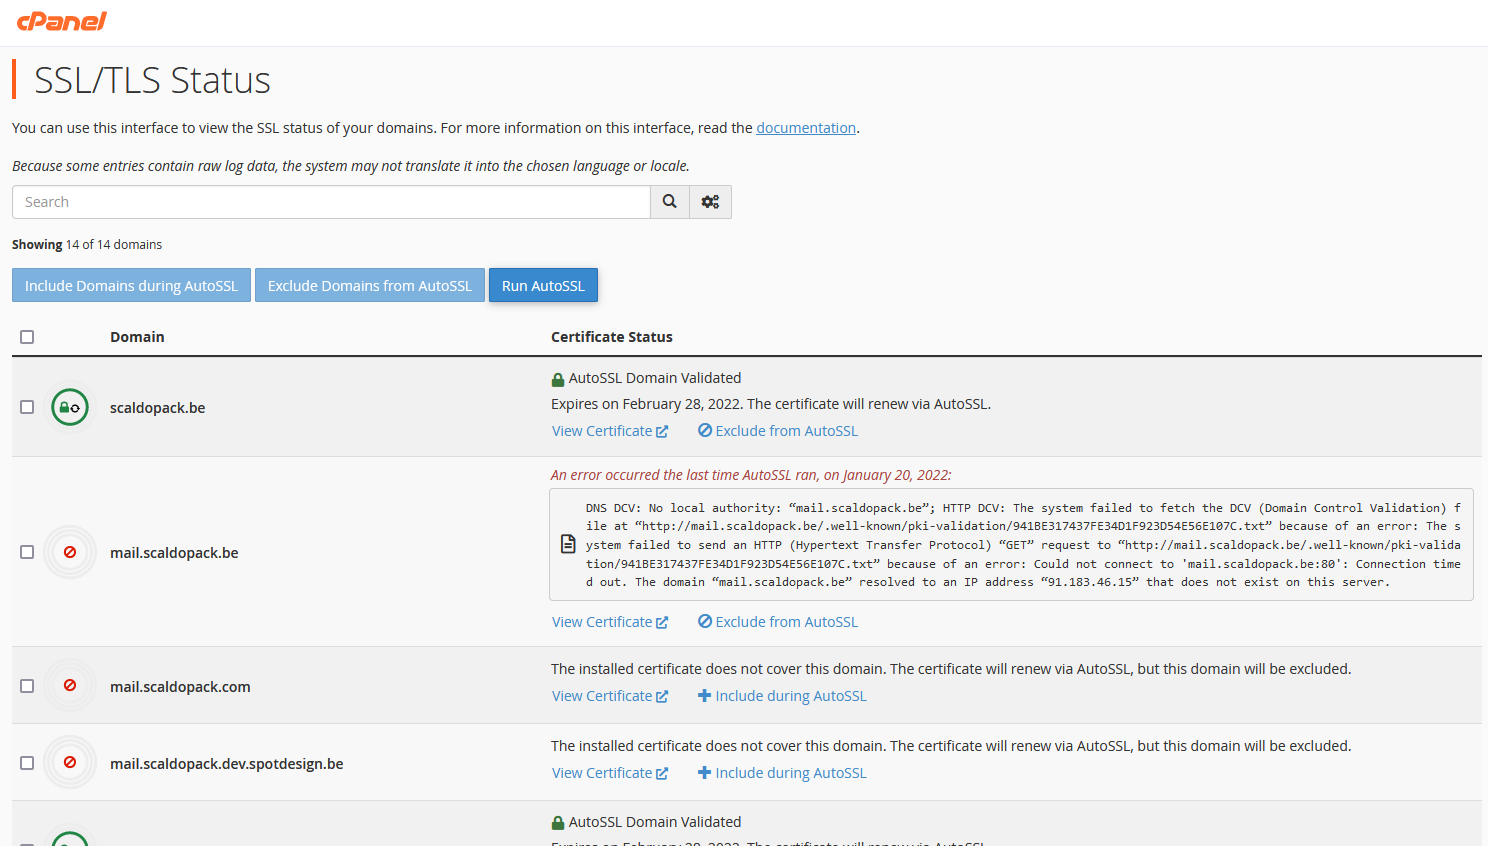 cPanel
SSL/TLS Status
You can use this interface to view the SSL status of your domains. For more information on this interface, read the documentation.
Because some entries contain raw log data, the system may not translate it into the chosen language or locale.
Search
Showing 14 of 14 domains
Include Domains during AutoSSL Exclude Domains from AutoSSL Run AutoSSL
Domain Certificate Status
AutoSSL Domain Validated
scaldopack.be
Expires on February 28, 2022. The certificate will renew via AutoSSL.
View Certificate Exclude from AutoSSL
An error occurred the last time AutoSSL ran, on January 20, 2022:
mail.scaldopack.be
DNS DCV: No local authority: “mail.scaldopack.be”; HTTP DCV: The system failed to fetch the DCV (Domain Control Validation) f
ile at “http://mail.scaldopack.be/.well-known/pki-validation/941BE317437FE34D1F923D54E56E107C.txt” because of an error: The s
ystem failed to send an HTTP (Hypertext Transfer Protocol) “GET” request to “http://mail.scaldopack.be/.well-known/pki-valida
tion/941BE317437FE34D1F923D54E56E107C.txt” because of an error: Could not connect to 'mail.scaldopack.be:80': Connection time
d out. The domain “mail.scaldopack.be” resolved to an IP address “91.183.46.15” that does not exist on this server.
View Certificate Exclude from AutoSSL
mail.scaldopack.com
The installed certificate does not cover this domain. The certificate will renew via AutoSSL, but this domain will be excluded.
View Certificate Include during AutoSSL
mail.scaldopack.dev.spotdesign.be
The installed certificate does not cover this domain. The certificate will renew via AutoSSL, but this domain will be excluded.
View Certificate Include during AutoSSL
AutoSSL Domain Validated